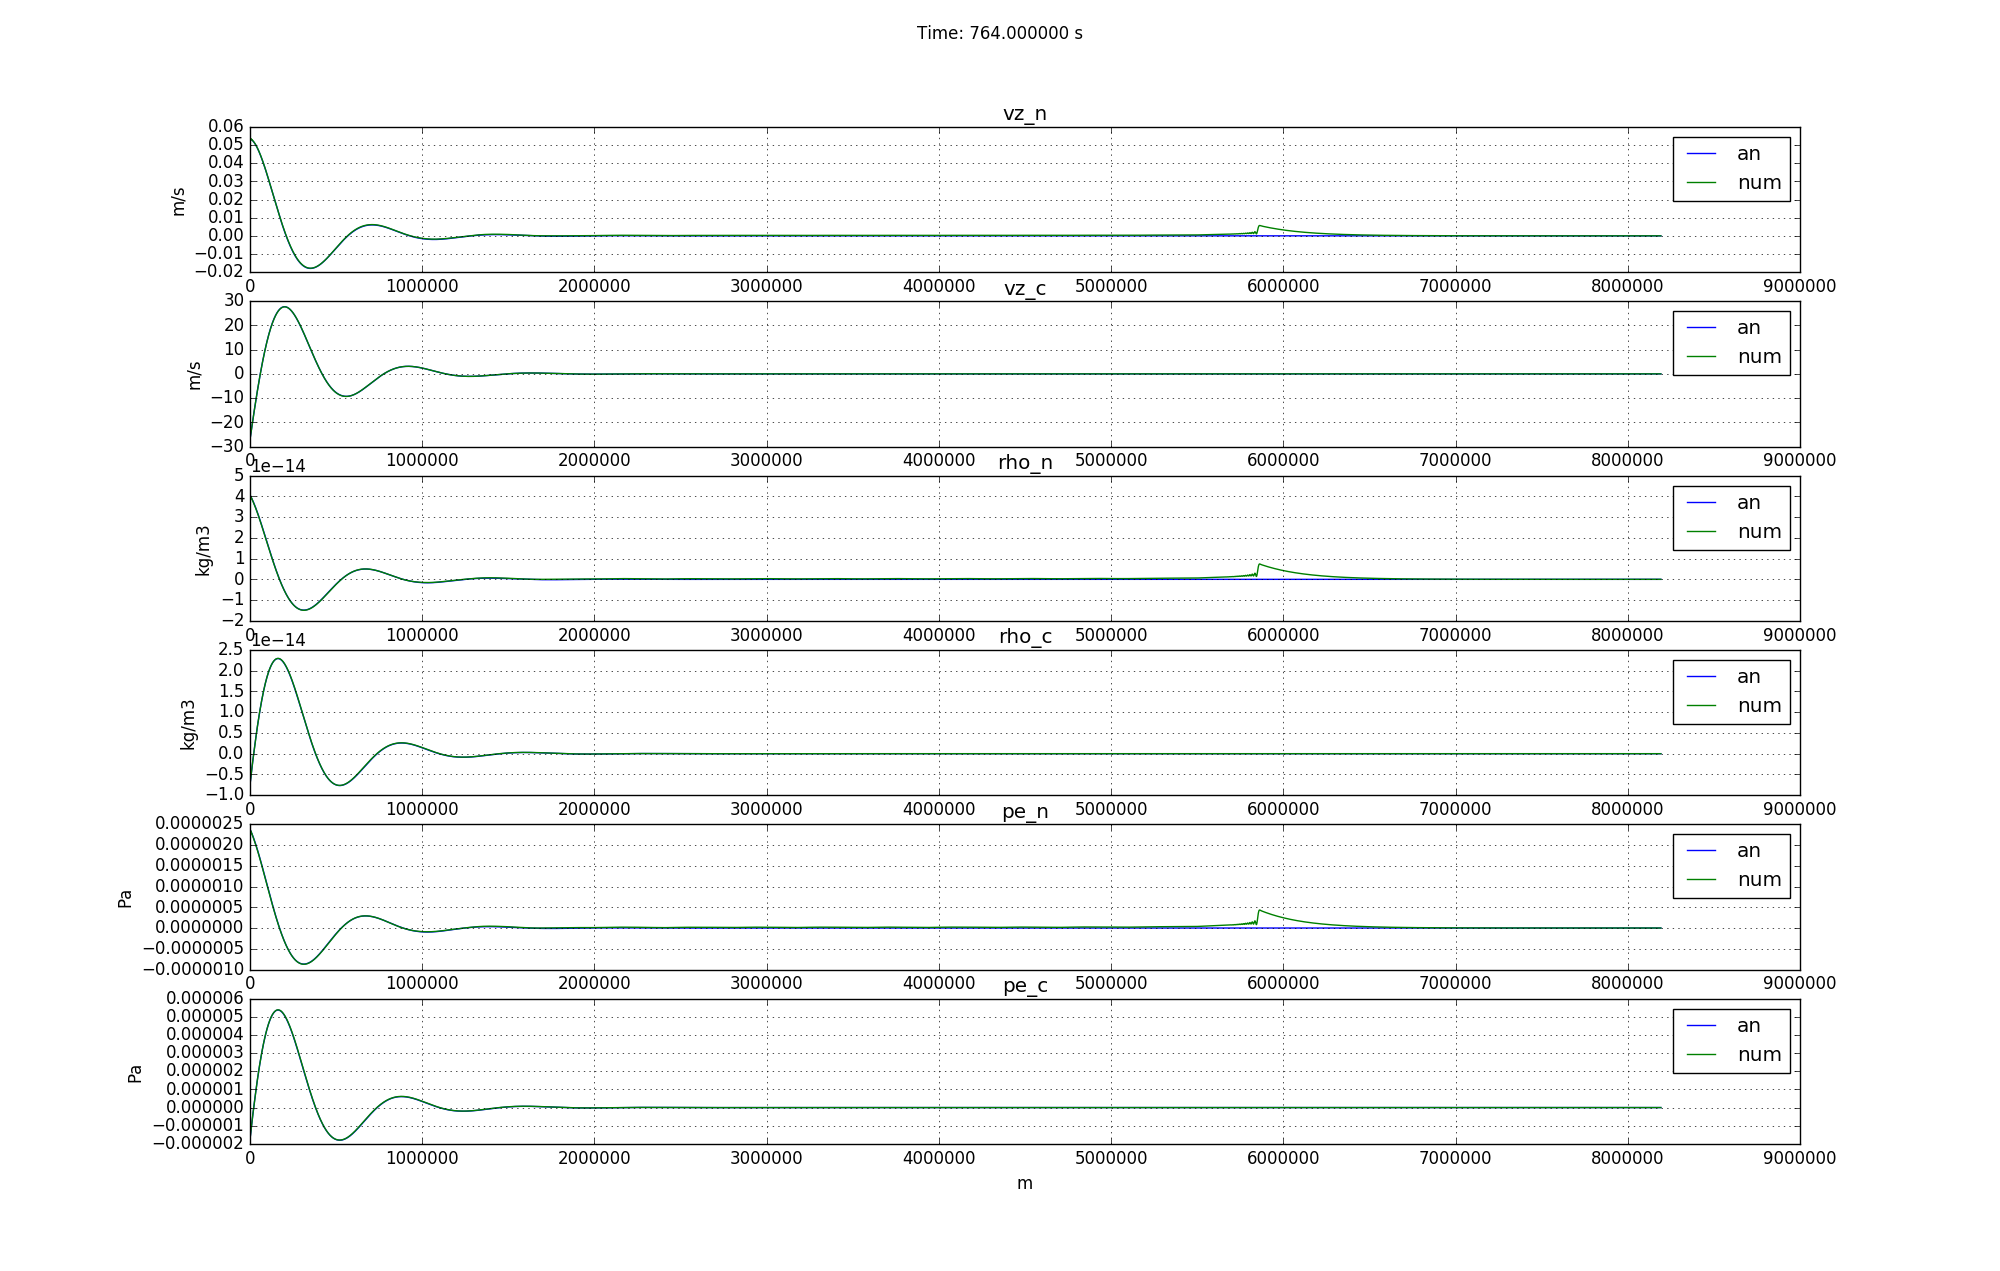 Time: 764.000000 s
vz_n
0.06
0.05
0.04
0.03
0.02
0.01
0.00
−0.01
−0.02
m/s
an
num
0 1000000 2000000 3000000 4000000 5000000 6000000 7000000 8000000 9000000
vz_c
30
20
10
0
−10
−20
−30
m/s
an
num
0 1000000 2000000 3000000 4000000 5000000 6000000 7000000 8000000 9000000
1e−14
rho_n
5
4
3
2
1
0
−1
−2
kg/m3
an
num
0 1000000 2000000 3000000 4000000 5000000 6000000 7000000 8000000 9000000
1e−14
rho_c
2.5
2.0
1.5
1.0
0.5
0.0
−0.5
−1.0
kg/m3
an
num
0 1000000 2000000 3000000 4000000 5000000 6000000 7000000 8000000 9000000
pe_n
0.0000025
0.0000020
0.0000015
0.0000010
0.0000005
0.0000000
−0.0000005
−0.0000010
Pa
an
num
0 1000000 2000000 3000000 4000000 5000000 6000000 7000000 8000000 9000000
pe_c
0.000006
0.000005
0.000004
0.000003
0.000002
0.000001
0.000000
−0.000001
−0.000002
Pa
an
num
0 1000000 2000000 3000000 4000000 5000000 6000000 7000000 8000000 9000000
m